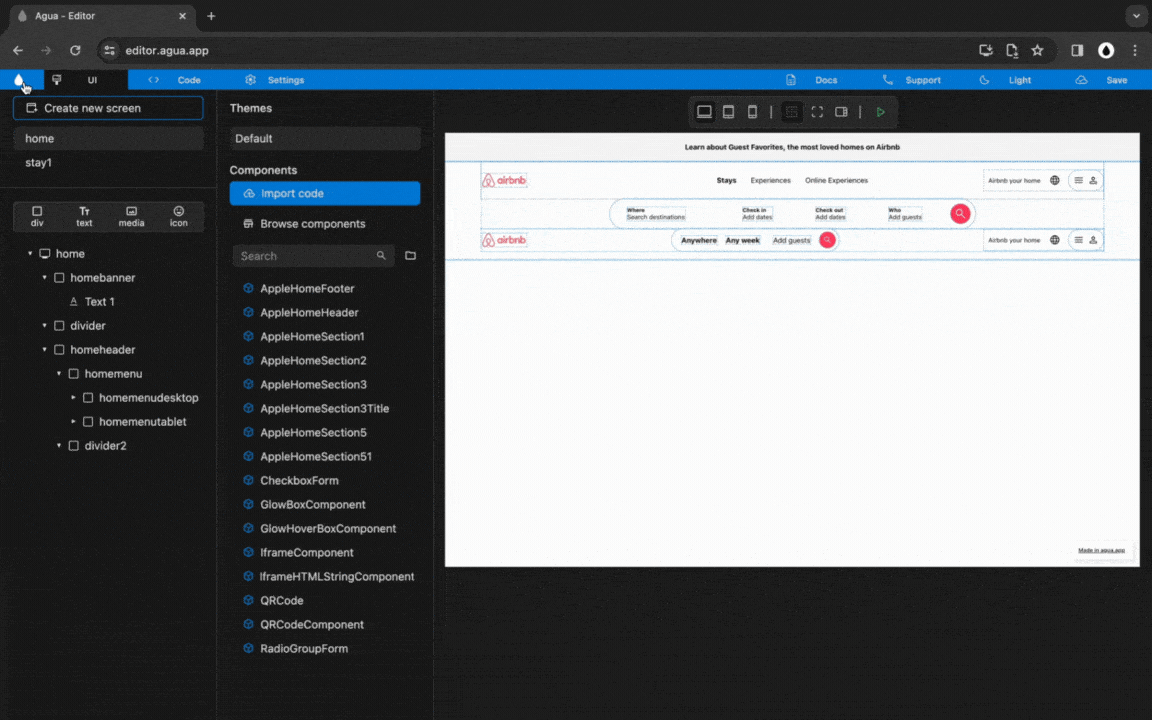 Agua - Editor
editor.agua.app
UI
Code
Settings
Docs
Support
Light
Save
Create new screen
home
stay1
div
text
media
icon
home
homebanner
Text 1
divider
homeheader
homemenu
homemenudesktop
homemenutablet
divider2
Themes
Default
Components
Import code
Browse components
Search
AppleHomeFooter
AppleHomeHeader
AppleHomeSection1
AppleHomeSection2
AppleHomeSection3
AppleHomeSection3Title
AppleHomeSection5
AppleHomeSection51
CheckboxForm
GlowBoxComponent
GlowHoverBoxComponent
IframeComponent
IframeHTMLStringComponent
QRCode
QRCodeComponent
RadioGroupForm
Learn about Guest Favorites, the most loved homes on Airbnb
airbnb
Stays
Experiences
Online Experiences
Airbnb your home
Where
Search destinations
Check in
Add dates
Check out
Add dates
Who
Add guests
airbnb
Anywhere
Any week
Add guests
Airbnb your home
Made in agua.app